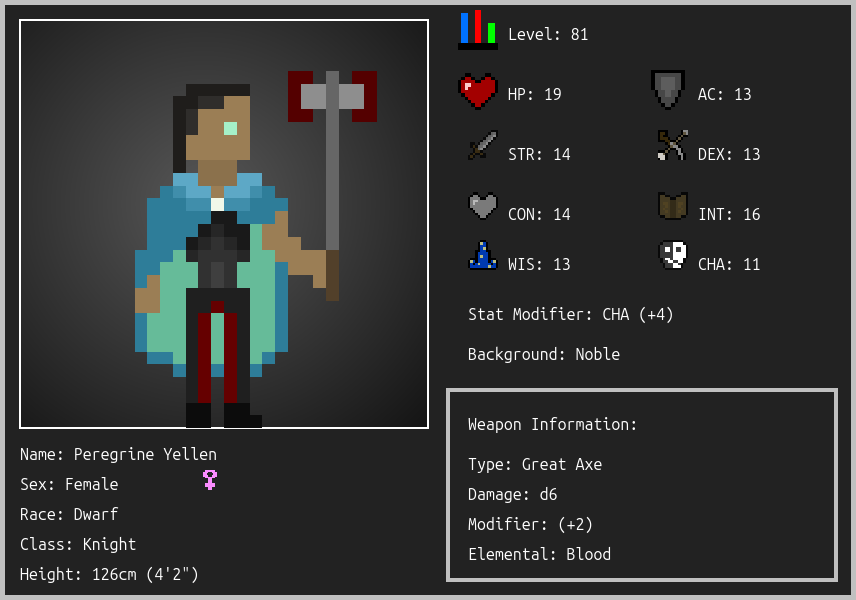 Level: 81
HP: 19
AC: 13
STR: 14
DEX: 13
CON: 14
INT: 16
WIS: 13
CHA: 11
Stat Modifier: CHA (+4)
Background: Noble
Weapon Information:
Type: Great Axe
Damage: d6
Modifier: (+2)
Elemental: Blood
Name: Peregrine Yellen
Sex: Female
Race: Dwarf
Class: Knight
Height: 126cm (4'2")